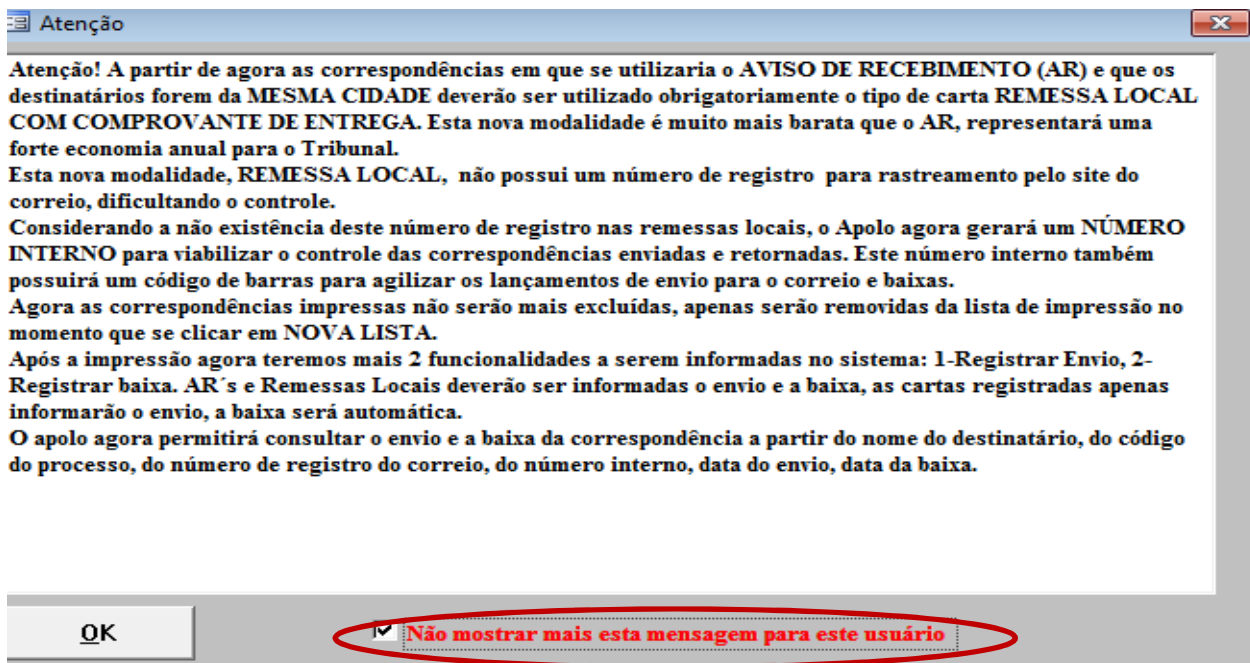 Atenção
Atenção! A partir de agora as correspondências em que se utilizaria o AVISO DE RECEBIMENTO (AR) e que os
destinatários forem da MESMA CIDADE deverão ser utilizado obrigatoriamente o tipo de carta REMESSA LOCAL
COM COMPROVANTE DE ENTREGA. Esta nova modalidade é muito mais barata que o AR, representará uma
forte economia anual para o Tribunal.
Esta nova modalidade, REMESSA LOCAL,  não possui um número de registro  para rastreamento pelo site do
correio, dificultando o controle.
Considerando a não existência deste número de registro nas remessas locais, o Apolo agora gerará um NÚMERO
INTERNO para viabilizar o controle das correspondências enviadas e retornadas. Este número interno também
possuirá um código de barras para agilizar os lançamentos de envio para o correio e baixas.
Agora as correspondências impressas não serão mais excluídas, apenas serão removidas da lista de impressão no
momento que se clicar em NOVA LISTA.
Após a impressão agora teremos mais 2 funcionalidades a serem informadas no sistema: 1-Registrar Envio, 2-
Registrar baixa. AR´s e Remessas Locais deverão ser informadas o envio e a baixa, as cartas registradas apenas
informarão o envio, a baixa será automática.
O apolo agora permitirá consultar o envio e a baixa da correspondência a partir do nome do destinatário, do código
do processo, do número de registro do correio, do número interno, data do envio, data da baixa.
OK
Não mostrar mais esta mensagem para este usuário